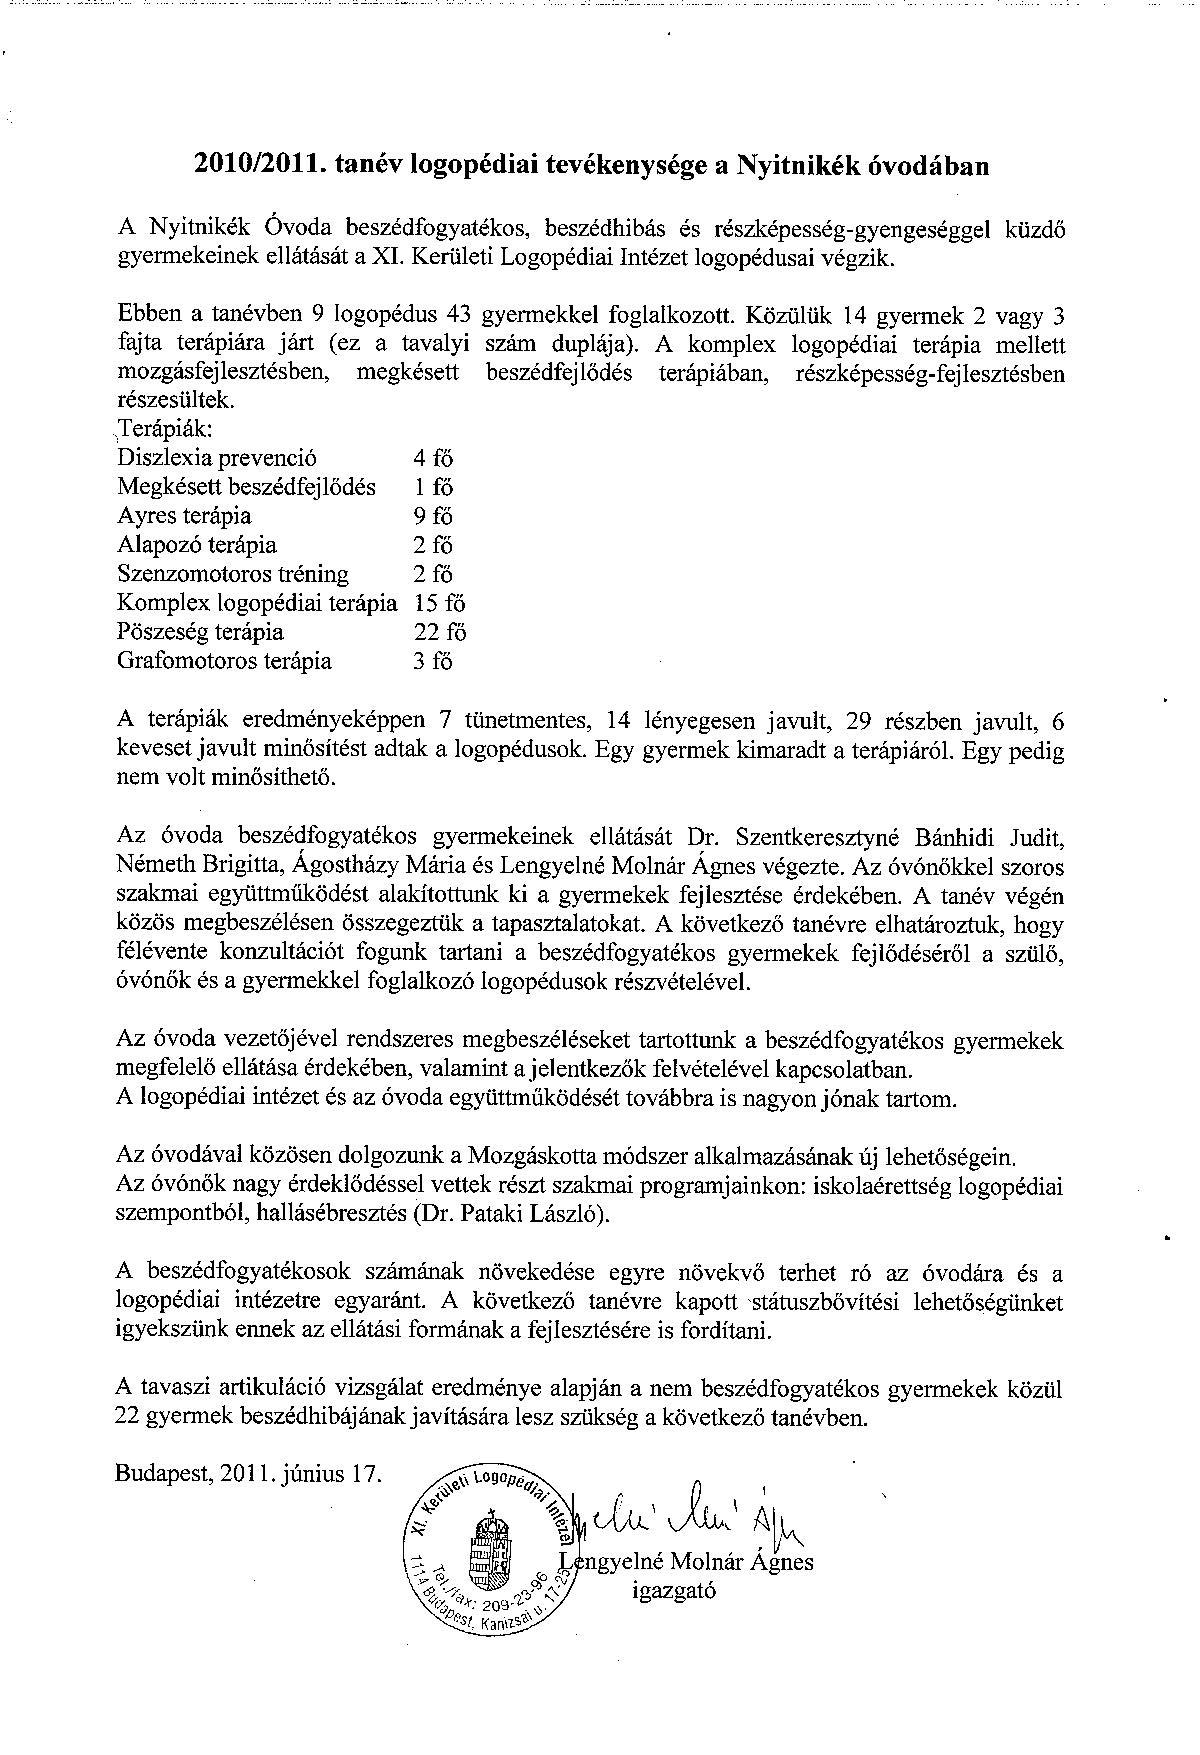 2010/2011. tanév logopédiai tevékenysége a Nyitnikék óvodában
A Nyitnikék Óvoda beszédfogyatékos, beszédhibás és részképesség-gyengeséggel küzdő
gyermekeinek ellátását a XI. Kerületi Logopédiai Intézet logopédusai végzik.
Ebben a tanévben 9 logopédus 43 gyermekkel foglalkozott. Közülük 14 gyermek 2 vagy 3
fajta terápiára járt (ez a tavalyi szám duplája). A komplex logopédiai terápia mellett
mozgásfejlesztésben, megkésett beszédfejlődés terápiában, részképesség-fejlesztésben
részesültek.
Terápiák:
Diszlexia prevenció 4 fő
Megkésett beszédfejlődés 1 fő
Ayres terápia 9 fő
Alapozó terápia 2 fő
Szenzomotoros tréning 2 fő
Komplex logopédiai terápia 15 fő
Pöszeség terápia 22 fő
Grafomotoros terápia 3 fő
A terápiák eredményeképpen 7 tünetmentes, 14 lényegesen javult, 29 részben javult, 6
keveset javult minősítést adtak a logopédusok. Egy gyermek kimaradt a terápiáról. Egy pedig
nem volt minősíthető.
Az óvoda beszédfogyatékos gyermekeinek ellátását Dr. Szentkeresztyné Bánhidi Judit,
Németh Brigitta, Ágostházy Mária és Lengyelné Molnár Ágnes végezte. Az óvónőkkel szoros
szakmai együttműködést alakítottunk ki a gyermekek fejlesztése érdekében. A tanév végén
közös megbeszélésen összegeztük a tapasztalatokat. A következő tanévre elhatároztuk, hogy
félévente konzultációt fogunk tartani a beszédfogyatékos gyermekek fejlődéséről a szülő,
óvónők és a gyermekkel foglalkozó logopédusok részvételével.
Az óvoda vezetőjével rendszeres megbeszéléseket tartottunk a beszédfogyatékos gyermekek
megfelelő ellátása érdekében, valamint a jelentkezők felvételével kapcsolatban.
A logopédiai intézet és az óvoda együttműködését továbbra is nagyon jónak tartom.
Az óvodával közösen dolgozunk a Mozgáskotta módszer alkalmazásának új lehetőségein.
Az óvónők nagy érdeklődéssel vettek részt szakmai programjainkon: iskolaérettség logopédiai
szempontból, hallásébresztés (Dr. Pataki László).
A beszédfogyatékosok számának növekedése egyre növekvő terhet ró az óvodára és a
logopédiai intézetre egyaránt. A következő tanévre kapott státuszbővítési lehetőségünket
igyekszünk ennek az ellátási formának a fejlesztésére is fordítani.
A tavaszi artikuláció vizsgálat eredménye alapján a nem beszédfogyatékos gyermekek közül
22 gyermek beszédhibájának javítására lesz szükség a következő tanévben.
Budapest, 2011. június 17.
XI. Kerületi Logopédiai Intézet
Tel./fax: 209-23-96
1114 Budapest, Kanizsai u. 17-25
Lengyelné Molnár Ágnes
igazgató